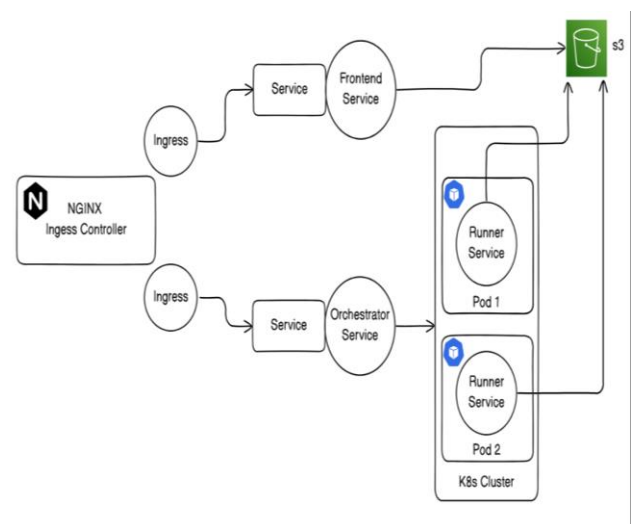 s3
Frontend
Service
Service
Ingress
N
NGINX
Ingess Controller
Runner
Service
Pod 1
Ingress
Service
Orchestrator
Service
Runner
Service
Pod 2
K8s Cluster